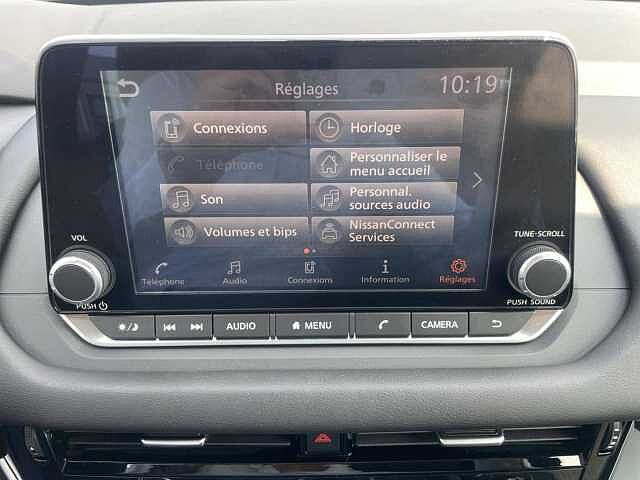 Réglages
10:19
Connexions
Horloge
Téléphone
Personnaliser le
menu accueil
Son
Personnal.
sources audio
Volumes et bips
NissanConnect
Services
Téléphone
Audio
Connexions
Information
Réglages
VOL
TUNE-SCROLL
PUSH
PUSH SOUND
AUDIO
MENU
CAMERA